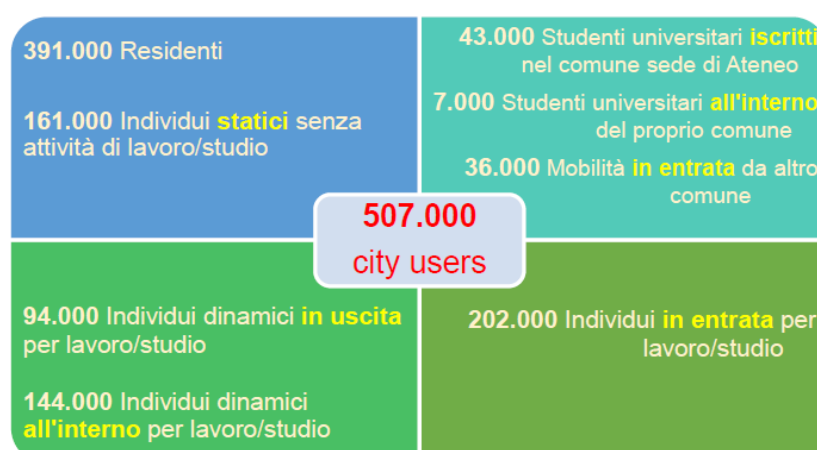 391.000 Residenti
161.000 Individui statici senza
attività di lavoro/studio
43.000 Studenti universitari iscritti
nel comune sede di Ateneo
7.000 Studenti universitari all'interno
del proprio comune
36.000 Mobilità in entrata da altro
comune
507.000
city users
94.000 Individui dinamici in uscita
per lavoro/studio
144.000 Individui dinamici
all'interno per lavoro/studio
202.000 Individui in entrata per
lavoro/studio